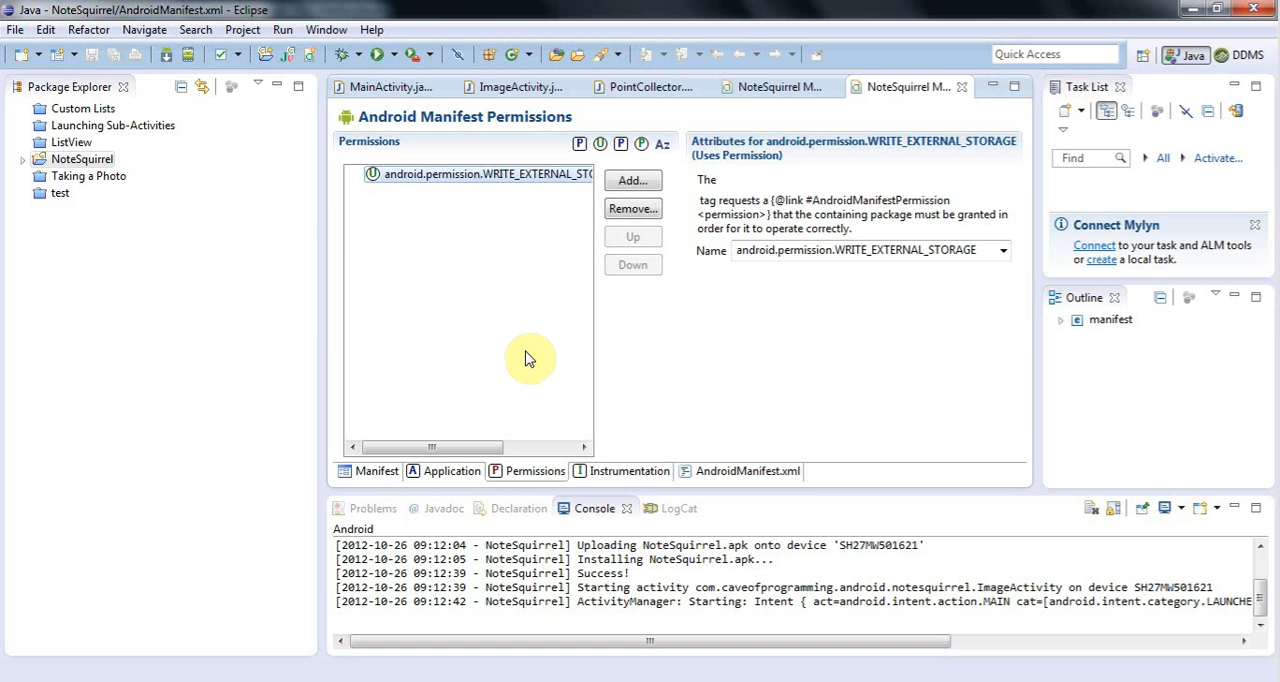 Java - NoteSquirrel/AndroidManifest.xml - Eclipse
File Edit Refactor Navigate Search Project Run Window Help
Quick Access Java DDMS
Package Explorer
Custom Lists
Launching Sub-Activities
ListView
NoteSquirrel
Taking a Photo
test
MainActivity.ja... ImageActivity.j... PointCollector.... NoteSquirrel M... NoteSquirrel M...
Android Manifest Permissions
Permissions
P U P P Az
android.permission.WRITE_EXTERNAL_STO
Add...
Remove...
Up
Down
Attributes for android.permission.WRITE_EXTERNAL_STORAGE
(Uses Permission)
The
tag requests a {@link #AndroidManifestPermission
<permission>} that the containing package must be granted in
order for it to operate correctly.
Name android.permission.WRITE_EXTERNAL_STORAGE
Manifest Application Permissions Instrumentation AndroidManifest.xml
Task List
Find All Activate...
Connect Mylyn
Connect to your task and ALM tools
or create a local task.
Outline
manifest
Problems Javadoc Declaration Console LogCat
Android
[2012-10-26 09:12:04 - NoteSquirrel] Uploading NoteSquirrel.apk onto device 'SH27MW501621'
[2012-10-26 09:12:05 - NoteSquirrel] Installing NoteSquirrel.apk...
[2012-10-26 09:12:39 - NoteSquirrel] Success!
[2012-10-26 09:12:39 - NoteSquirrel] Starting activity com.caveofprogramming.android.notesquirrel.ImageActivity on device SH27MW501621
[2012-10-26 09:12:42 - NoteSquirrel] ActivityManager: Starting: Intent { act=android.intent.action.MAIN cat=[android.intent.category.LAUNCHE